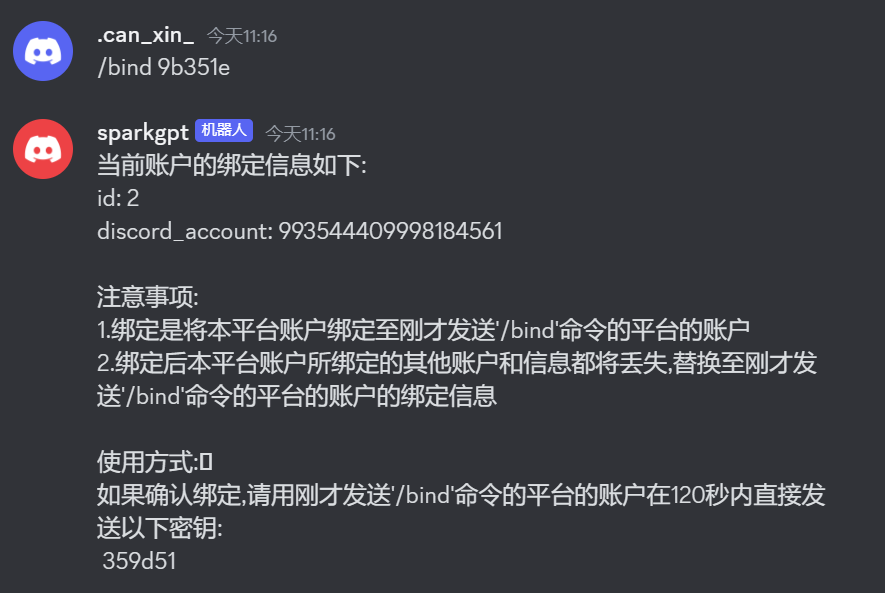 .can_xin_ 今天11:16
/bind 9b351e
sparkgpt 机器人 今天11:16
当前账户的绑定信息如下:
id: 2
discord_account: 993544409998184561
注意事项:
1.绑定是将本平台账户绑定至刚才发送'/bind'命令的平台的账户
2.绑定后本平台账户所绑定的其他账户和信息都将丢失,替换至刚才发
送'/bind'命令的平台的账户的绑定信息
使用方式:
如果确认绑定,请用刚才发送'/bind'命令的平台的账户在120秒内直接发
送以下密钥:
359d51